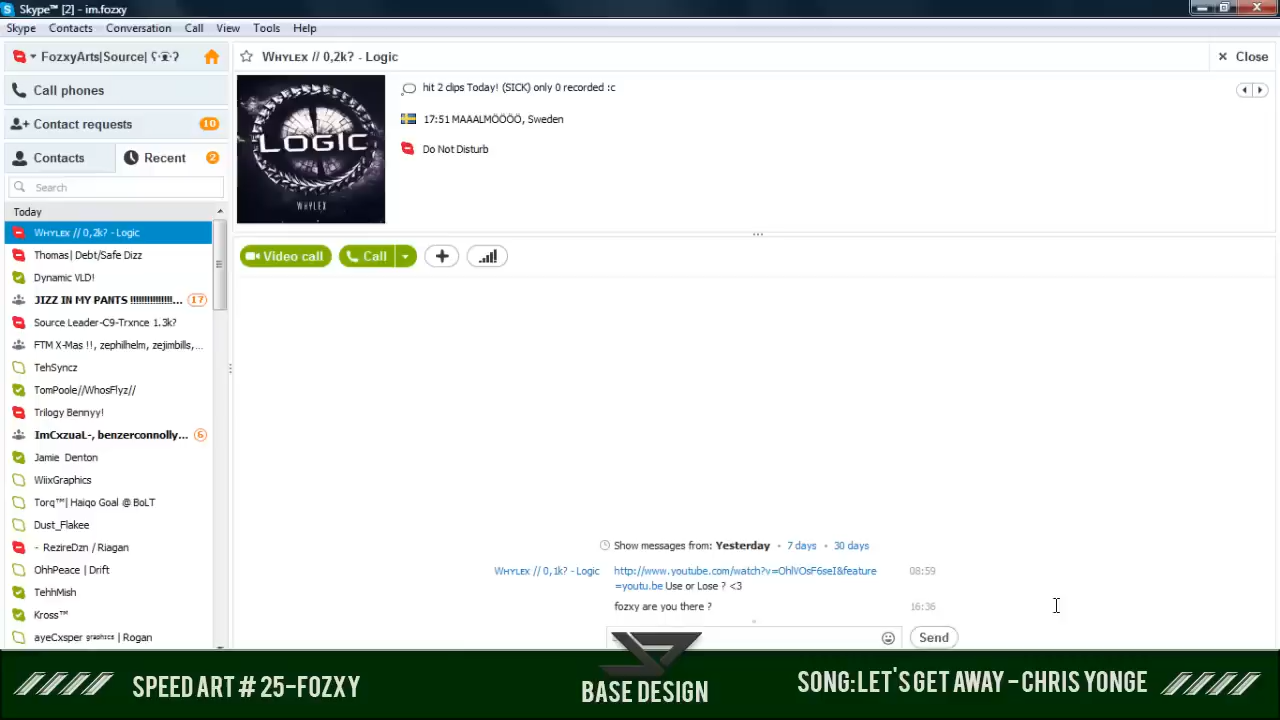 Skype™ [2] - im.fozxy
Skype Contacts Conversation Call View Tools Help
FozxyArts|Source|
Call phones
Contact requests 10
Contacts Recent 2
Search
Today
Whylex // 0,2k? - Logic
Thomas| Debt/Safe Dizz
Dynamic VLD!
JIZZ IN MY PANTS !!!!!!!!!!!!!!!... 17
Source Leader-C9-Trxnce 1.3k?
FTM X-Mas !!, zephilhelm, zejimbills,...
TehSyncz
TomPoole//WhosFlyz//
Trilogy Bennyy!
ImCxzuaL-, benzerconnolly... 6
Jamie Denton
WiixGraphics
Torq™| Haiqo Goal @ BoLT
Dust_Flakee
- RezireDzn / Riagan
OhhPeace | Drift
TehhMish
Kross™
ayeCxsper graphics | Rogan
Whylex // 0,2k? - Logic
Close
LOGIC
WHYLEX
hit 2 clips Today! (SICK) only 0 recorded :c
17:51 MAAALMÖÖÖÖ, Sweden
Do Not Disturb
Video call Call
Show messages from: Yesterday • 7 days • 30 days
Whylex // 0,1k? - Logic http://www.youtube.com/watch?v=OhlVOsF6seI&feature 08:59
=youtu.be Use or Lose ? <3
fozxy are you there ? 16:36
Send
SPEED ART # 25-FOZXY
BASE DESIGN
SONG:LET'S GET AWAY - CHRIS YONGE